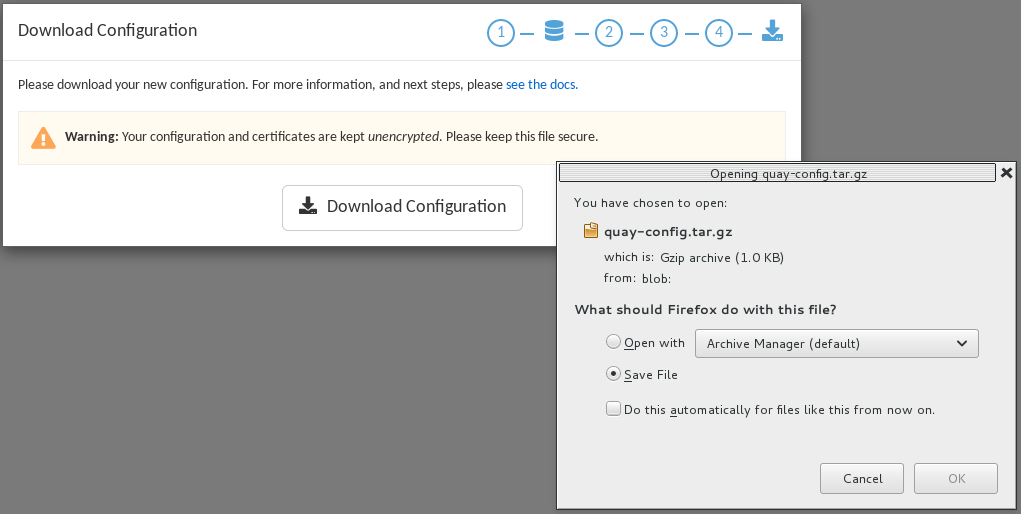 Download Configuration
1
2
3
4
Please download your new configuration. For more information, and next steps, please see the docs.
Warning: Your configuration and certificates are kept unencrypted. Please keep this file secure.
Download Configuration
Opening quay-config.tar.gz
You have chosen to open:
quay-config.tar.gz
which is: Gzip archive (1.0 KB)
from: blob:
What should Firefox do with this file?
Open with Archive Manager (default)
Save File
Do this automatically for files like this from now on.
Cancel OK